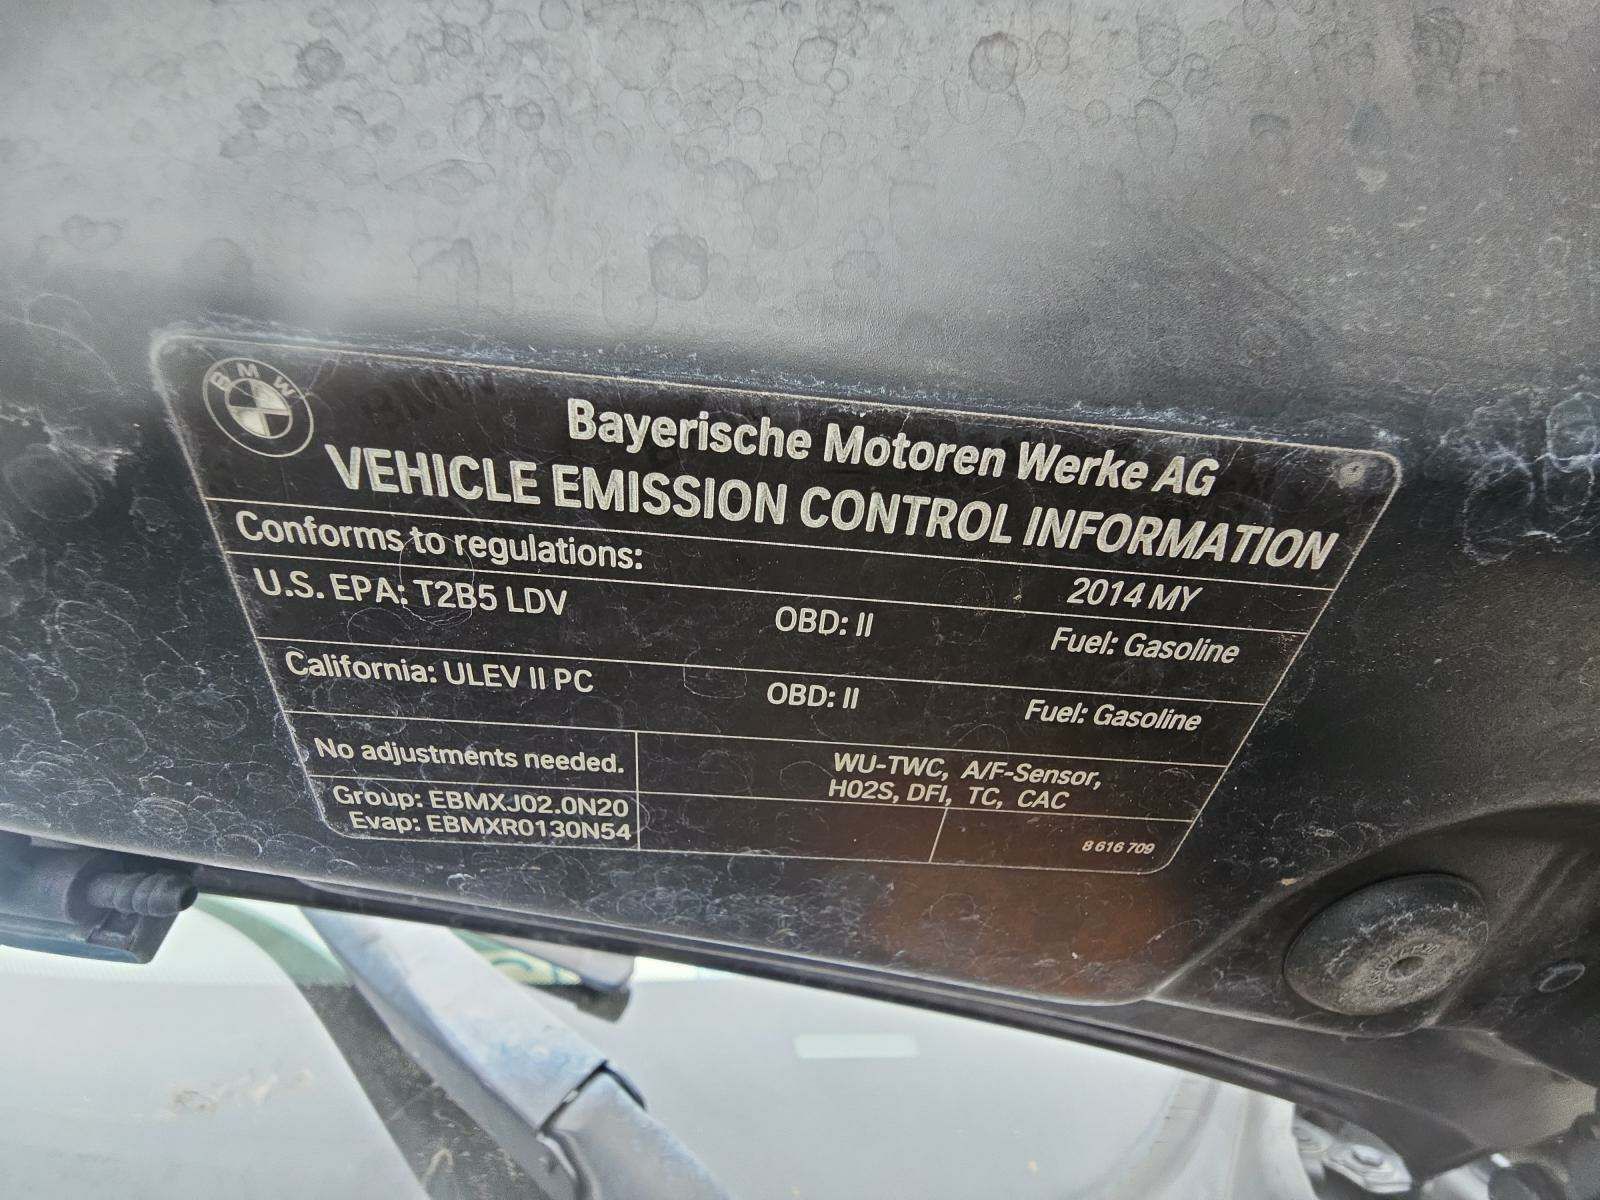 BMW
Bayerische Motoren Werke AG
VEHICLE EMISSION CONTROL INFORMATION
Conforms to regulations: 2014 MY
U.S. EPA: T2B5 LDV OBD: II Fuel: Gasoline
California: ULEV II PC OBD: II Fuel: Gasoline
No adjustments needed.
WU-TWC, A/F-Sensor,
H02S, DFI, TC, CAC
Group: EBMXJ02.0N20
Evap: EBMXR0130N54
8 616 709